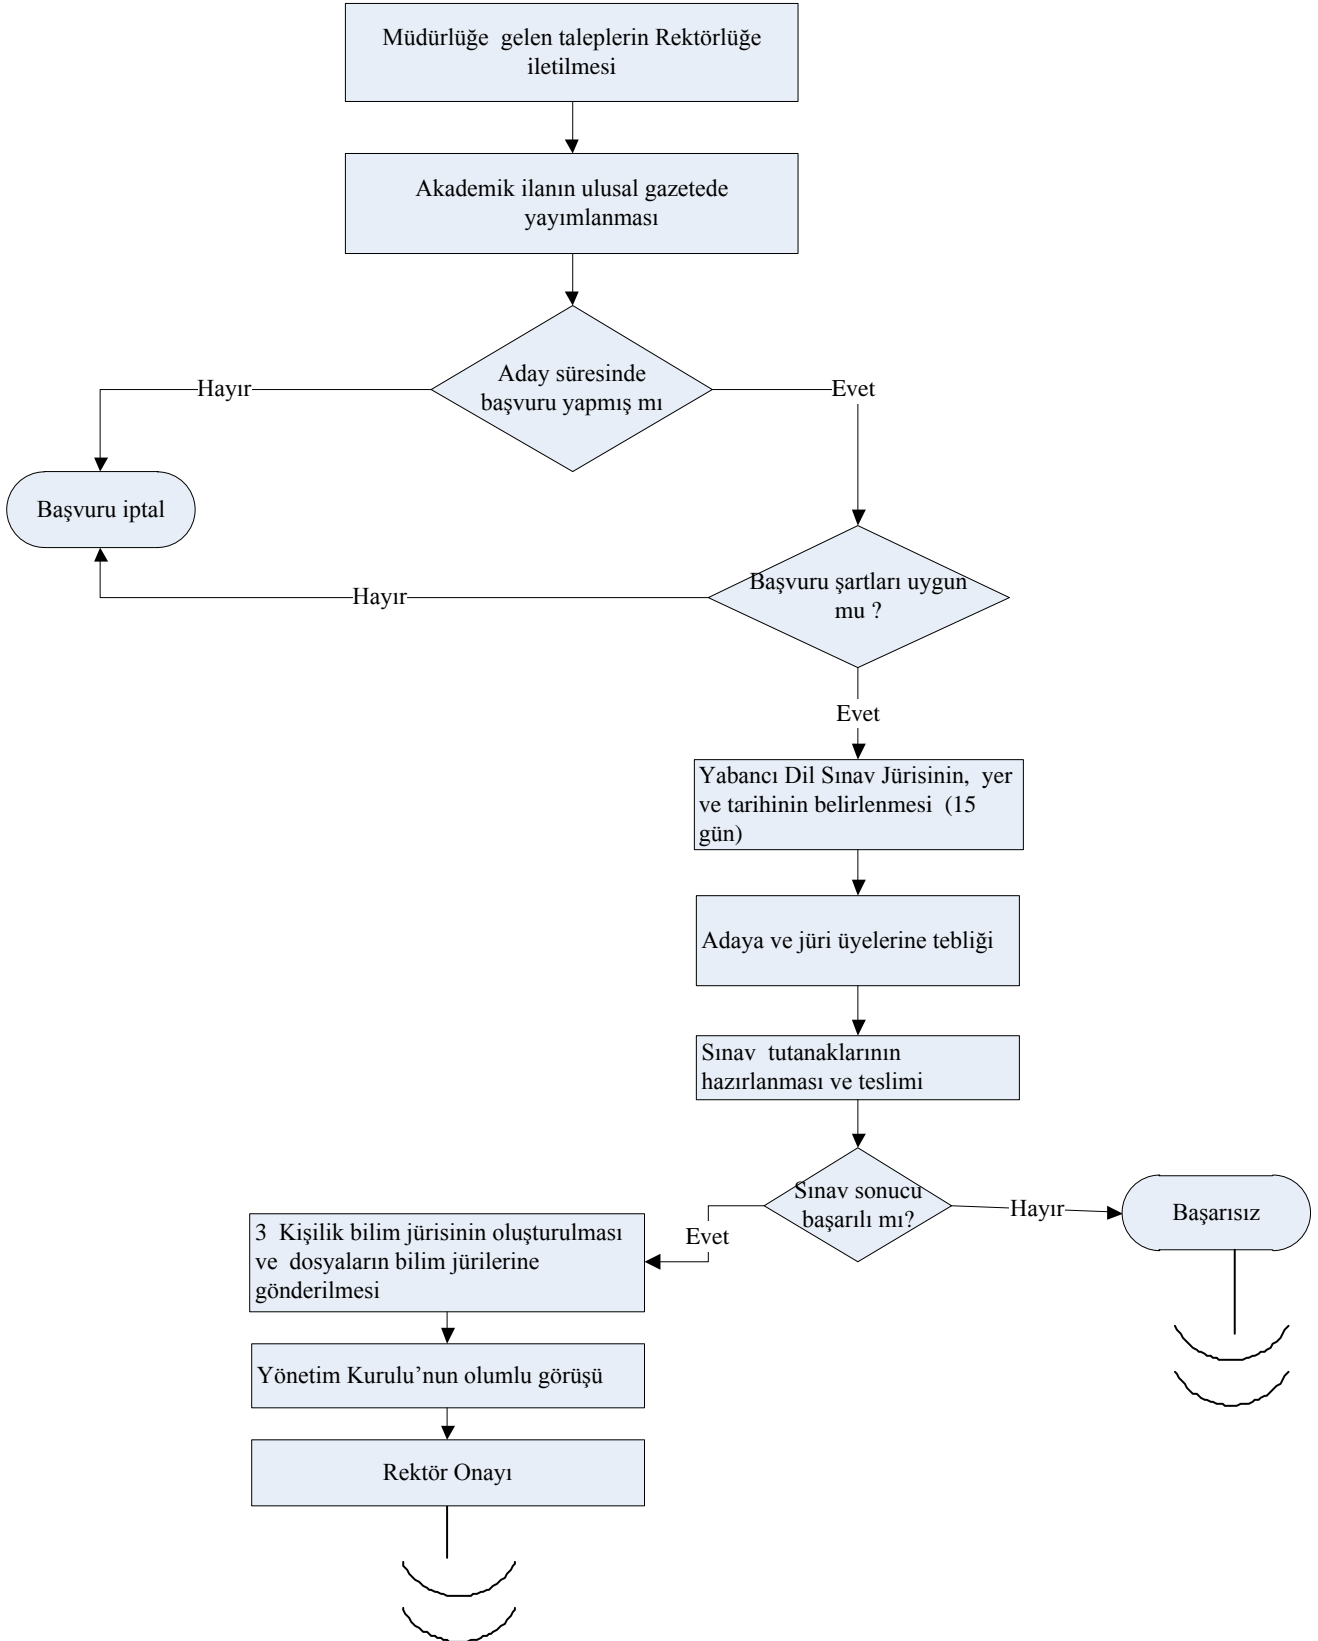 Müdürlüğe gelen taleplerin Rektörlüğe
iletilmesi
Akademik ilanın ulusal gazetede
yayımlanması
Aday süresinde
başvuru yapmış mı
Hayır
Evet
Başvuru iptal
Başvuru şartları uygun
mu ?
Hayır
Evet
Yabancı Dil Sınav Jürisinin, yer
ve tarihinin belirlenmesi (15
gün)
Adaya ve jüri üyelerine tebliği
Sınav tutanaklarının
hazırlanması ve teslimi
Sınav sonucu
başarılı mı?
Hayır
Başarısız
Evet
3 Kişilik bilim jürisinin oluşturulması
ve dosyaların bilim jürilerine
gönderilmesi
Yönetim Kurulu’nun olumlu görüşü
Rektör Onayı